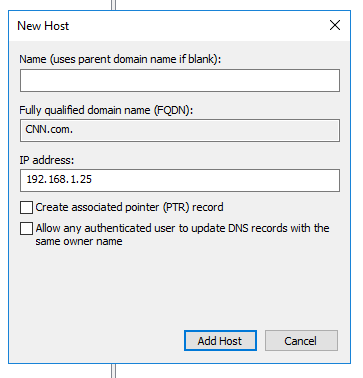 New Host
Name (uses parent domain name if blank):
Fully qualified domain name (FQDN):
CNN.com.
IP address:
192.168.1.25
Create associated pointer (PTR) record
Allow any authenticated user to update DNS records with the
same owner name
Add Host
Cancel